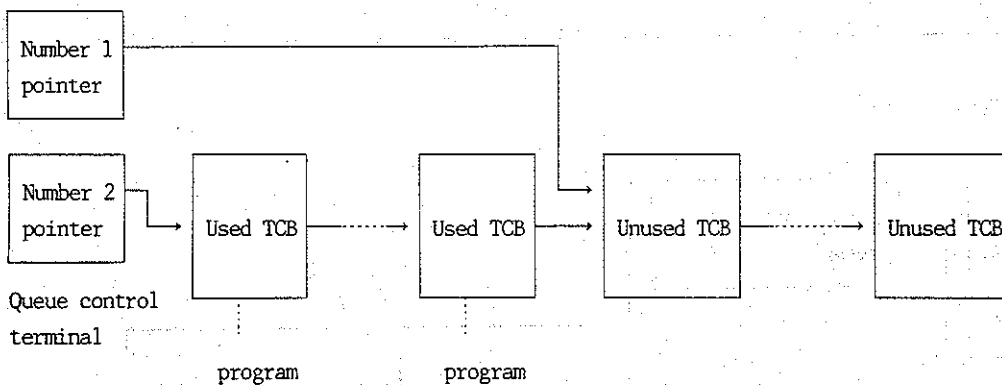 Number 1
pointer
Number 2
pointer
Used TCB
Used TCB
Unused TCB
Unused TCB
Queue control
terminal
program
program